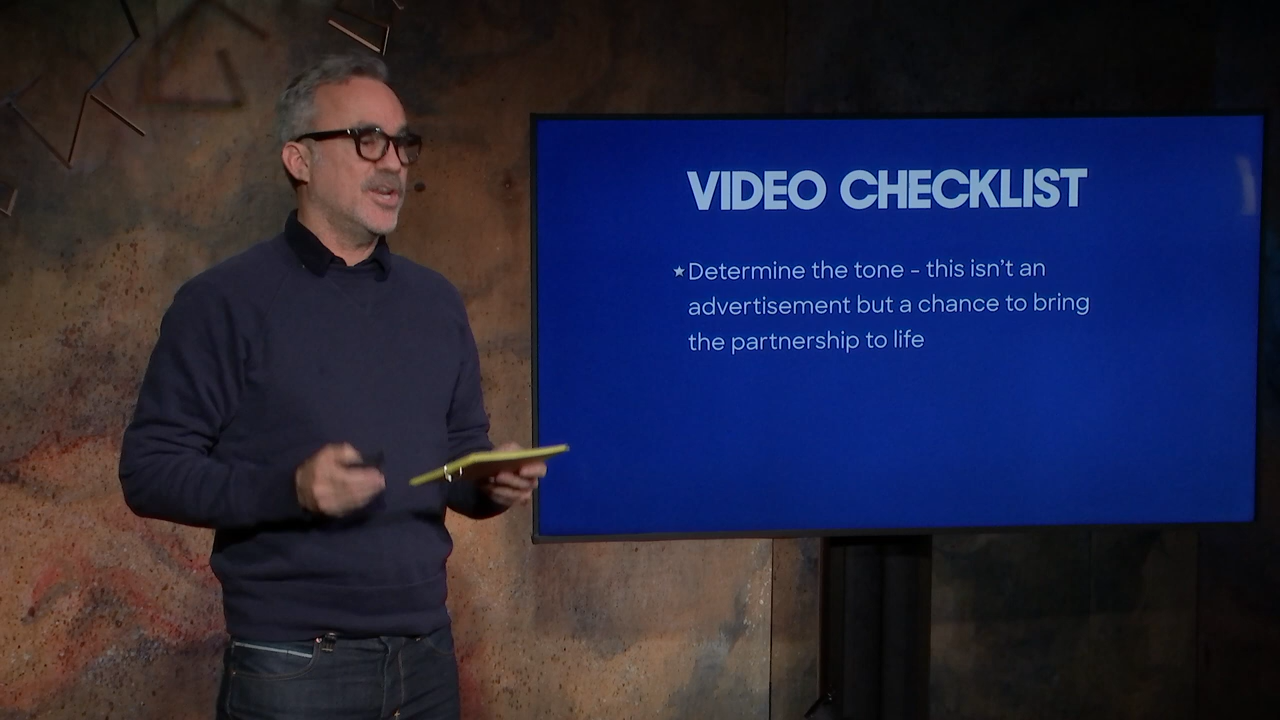 VIDEO CHECKLIST
★Determine the tone – this isn’t an
advertisement but a chance to bring
the partnership to life